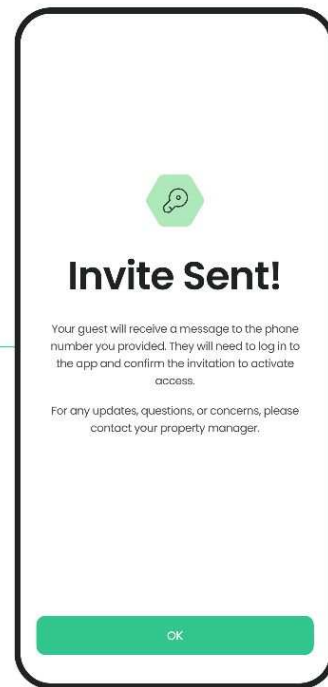 Invite Sent!
Your guest will receive a message to the phone
number you provided. They will need to log in to
the app and confirm the invitation to activate
access.
For any updates, questions, or concerns, please
contact your property manager.
OK